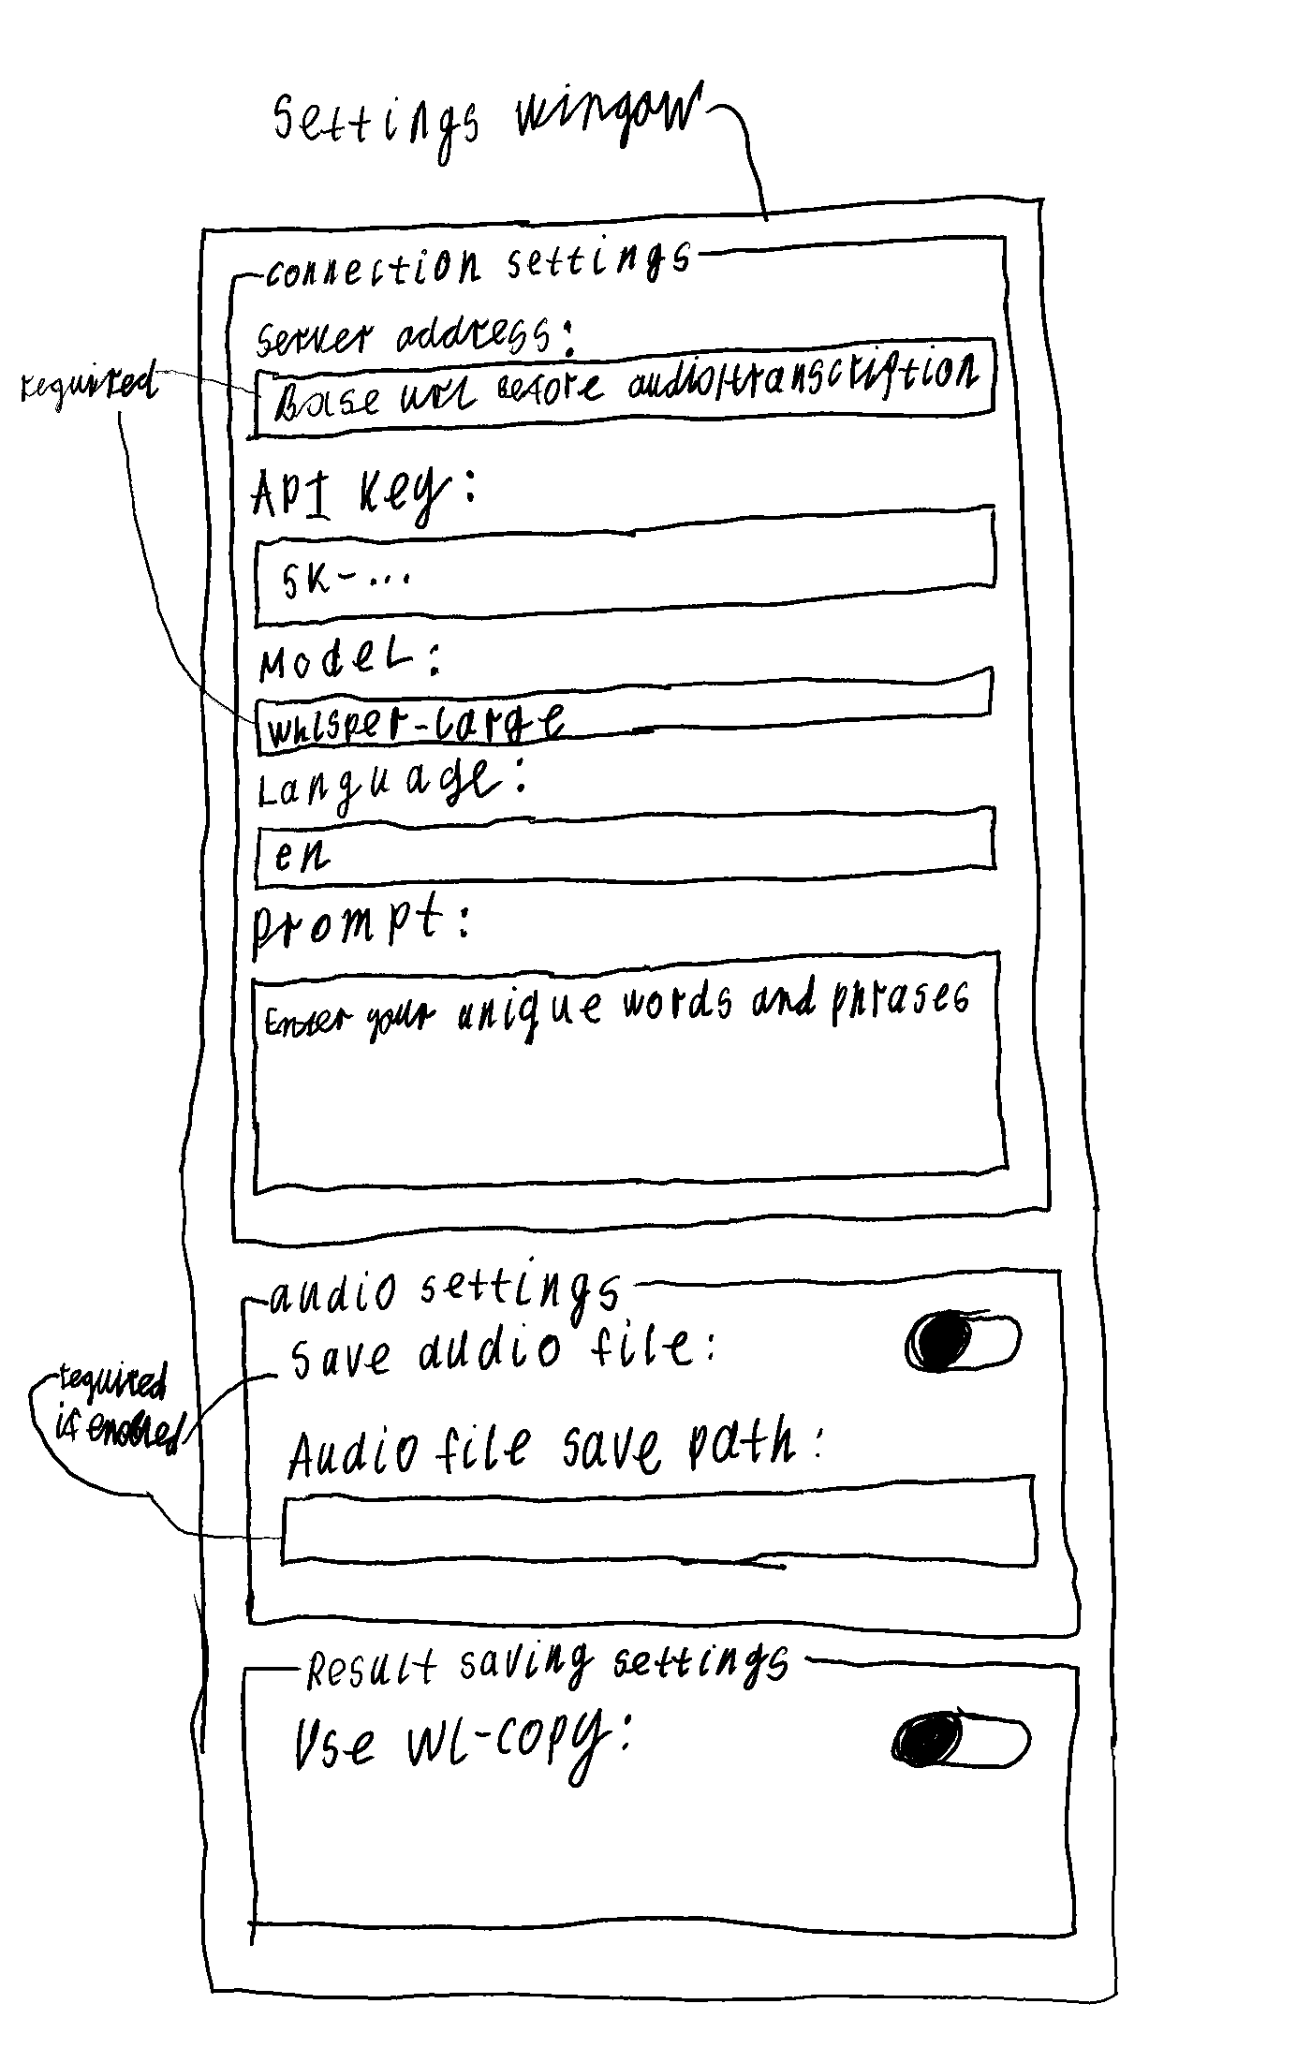 Settings wingow
connection settings
Server address:
required
Base url before audio/transcription
API key:
sk-...
Model:
whisper-large
Language:
en
prompt:
Enter your unique words and phrases
audio settings
Save audio file:
required
if enabled
Audio file save path:
Result saving settings
Use wl-copy: